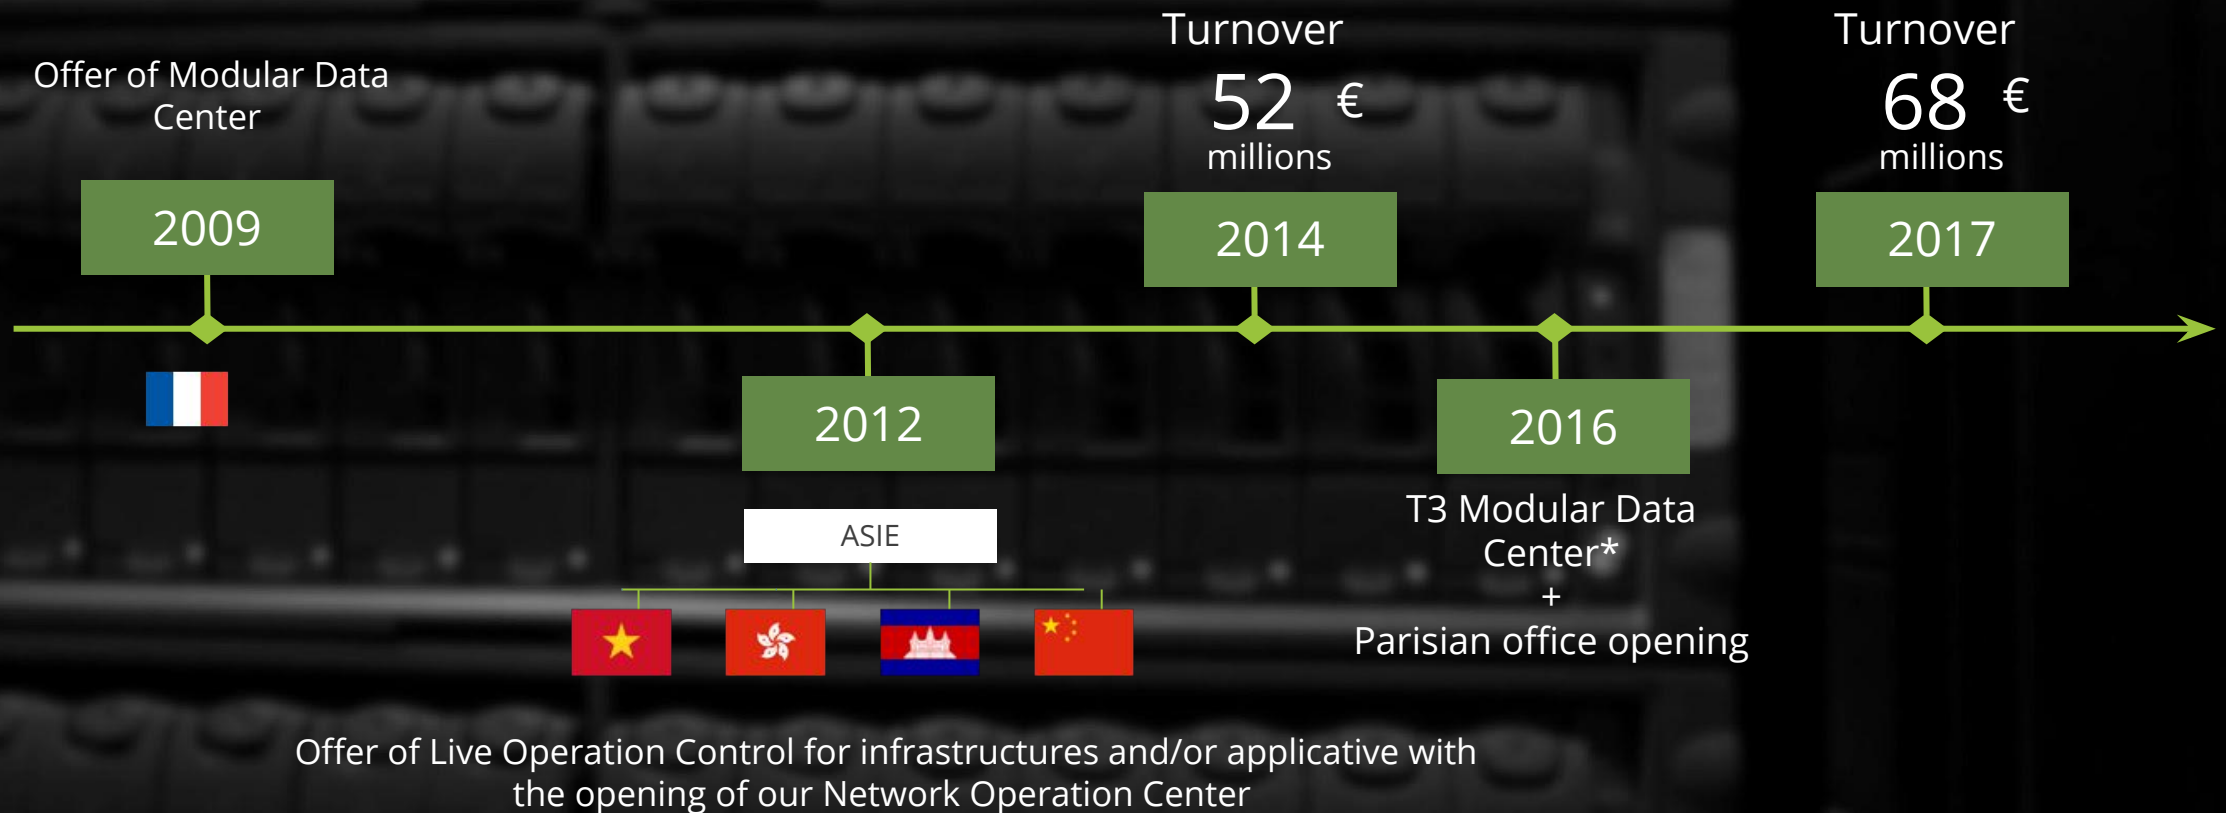 Offer of Modular Data
Center
2009
2012
ASIE
Offer of Live Operation Control for infrastructures and/or applicative with
the opening of our Network Operation Center
Turnover
52 €
millions
2014
2016
T3 Modular Data
Center*
+
Parisian office opening
Turnover
68 €
millions
2017